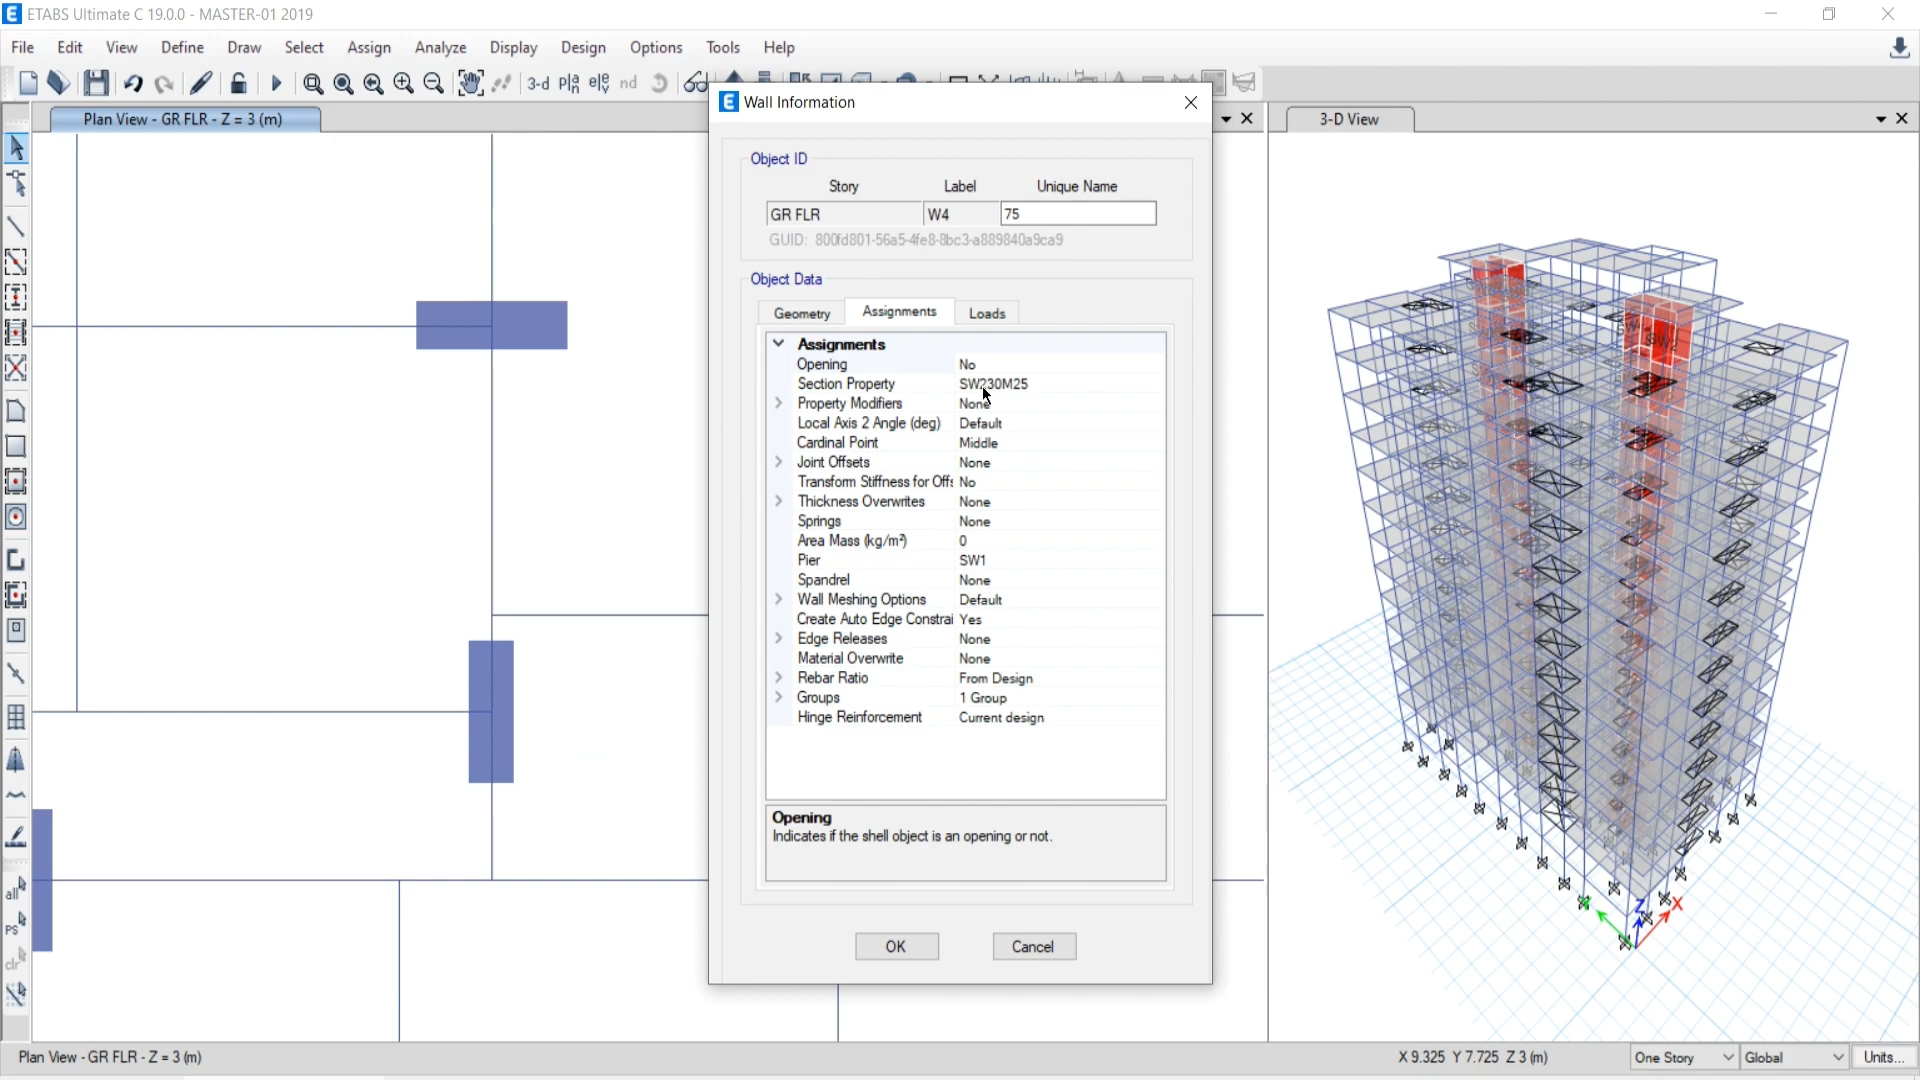 ETABS Ultimate C 19.0.0 - MASTER-01 2019
File Edit View Define Draw Select Assign Analyze Display Design Options Tools Help
3-d
nd
Plan View - GR FLR - Z = 3 (m)
3-D View
Wall Information
Object ID
Story Label Unique Name
GR FLR W4 75
GUID: 800fd801-56a5-4fe8-8bc3-a889840a9ca9
Object Data
Geometry Assignments Loads
Assignments
Opening No
Section Property SW230M25
Property Modifiers None
Local Axis 2 Angle (deg) Default
Cardinal Point Middle
Joint Offsets None
Transform Stiffness for Offs No
Thickness Overwrites None
Springs None
Area Mass (kg/m²) 0
Pier SW1
Spandrel None
Wall Meshing Options Default
Create Auto Edge Constrai Yes
Edge Releases None
Material Overwrite None
Rebar Ratio From Design
Groups 1 Group
Hinge Reinforcement Current design
Opening
Indicates if the shell object is an opening or not.
OK Cancel
all
PS
clr
Z
X
Plan View - GR FLR - Z = 3 (m)
X 9.325 Y 7.725 Z 3 (m)
One Story Global Units...